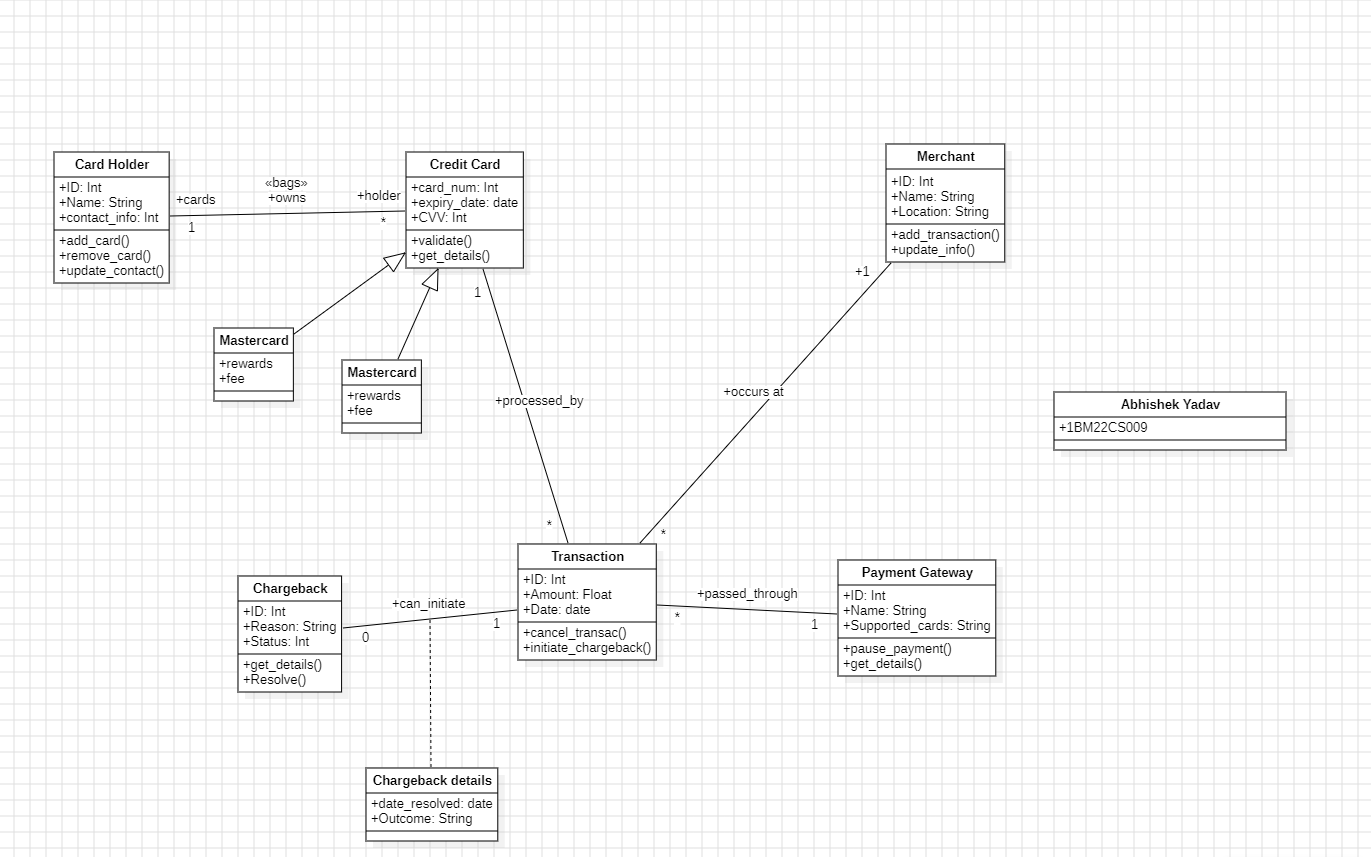 Card Holder
+ID: Int
+Name: String
+contact_info: Int
+add_card()
+remove_card()
+update_contact()
+cards
1
«bags»
+owns
+holder
*
Credit Card
+card_num: Int
+expiry_date: date
+CVV: Int
+validate()
+get_details()
Merchant
+ID: Int
+Name: String
+Location: String
+add_transaction()
+update_info()
Mastercard
+rewards
+fee
Mastercard
+rewards
+fee
1
+processed_by
*
+1
+occurs at
*
Abhishek Yadav
+1BM22CS009
Transaction
+ID: Int
+Amount: Float
+Date: date
+cancel_transac()
+initiate_chargeback()
Chargeback
+ID: Int
+Reason: String
+Status: Int
+get_details()
+Resolve()
+can_initiate
0
1
+passed_through
*
1
Payment Gateway
+ID: Int
+Name: String
+Supported_cards: String
+pause_payment()
+get_details()
Chargeback details
+date_resolved: date
+Outcome: String